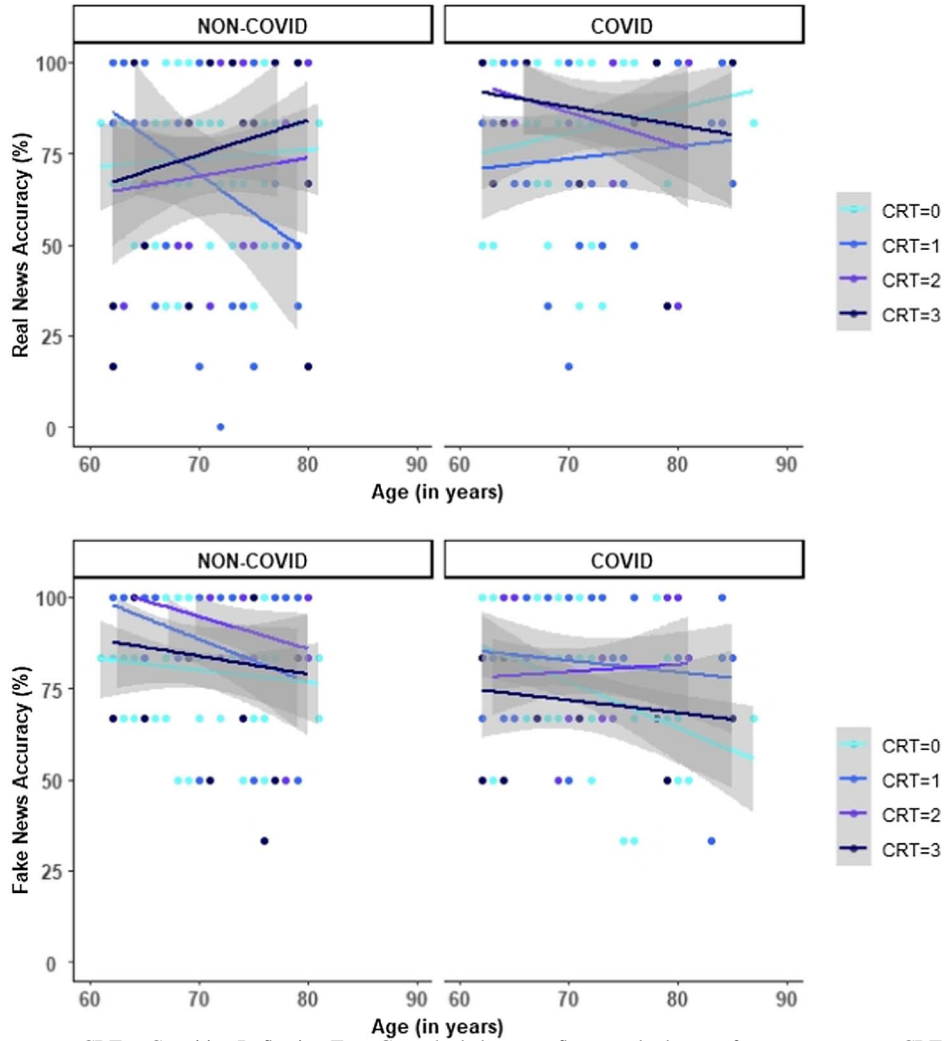 NON-COVID COVID
Real News Accuracy (%)
100
75
50
25
0
60 70 80 90 60 70 80 90
Age (in years)
CRT=0
CRT=1
CRT=2
CRT=3
NON-COVID COVID
Fake News Accuracy (%)
100
75
50
25
0
60 70 80 90 60 70 80 90
Age (in years)
CRT=0
CRT=1
CRT=2
CRT=3